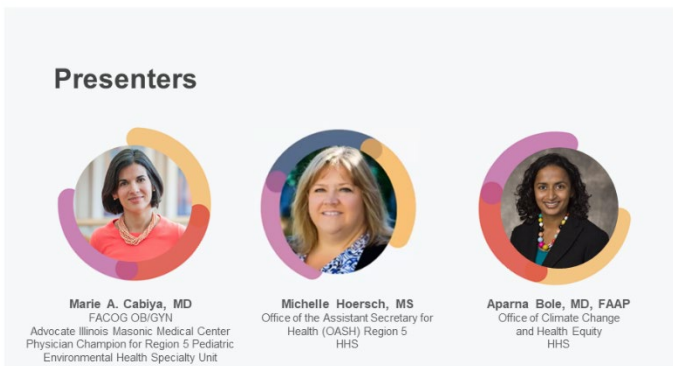 Presenters
Marie A. Cabiya, MD
FACOG OB/GYN
Advocate Illinois Masonic Medical Center
Physician Champion for Region 5 Pediatric
Environmental Health Specialty Unit
Michelle Hoersch, MS
Office of the Assistant Secretary for
Health (OASH) Region 5
HHS
Aparna Bole, MD, FAAP
Office of Climate Change
and Health Equity
HHS